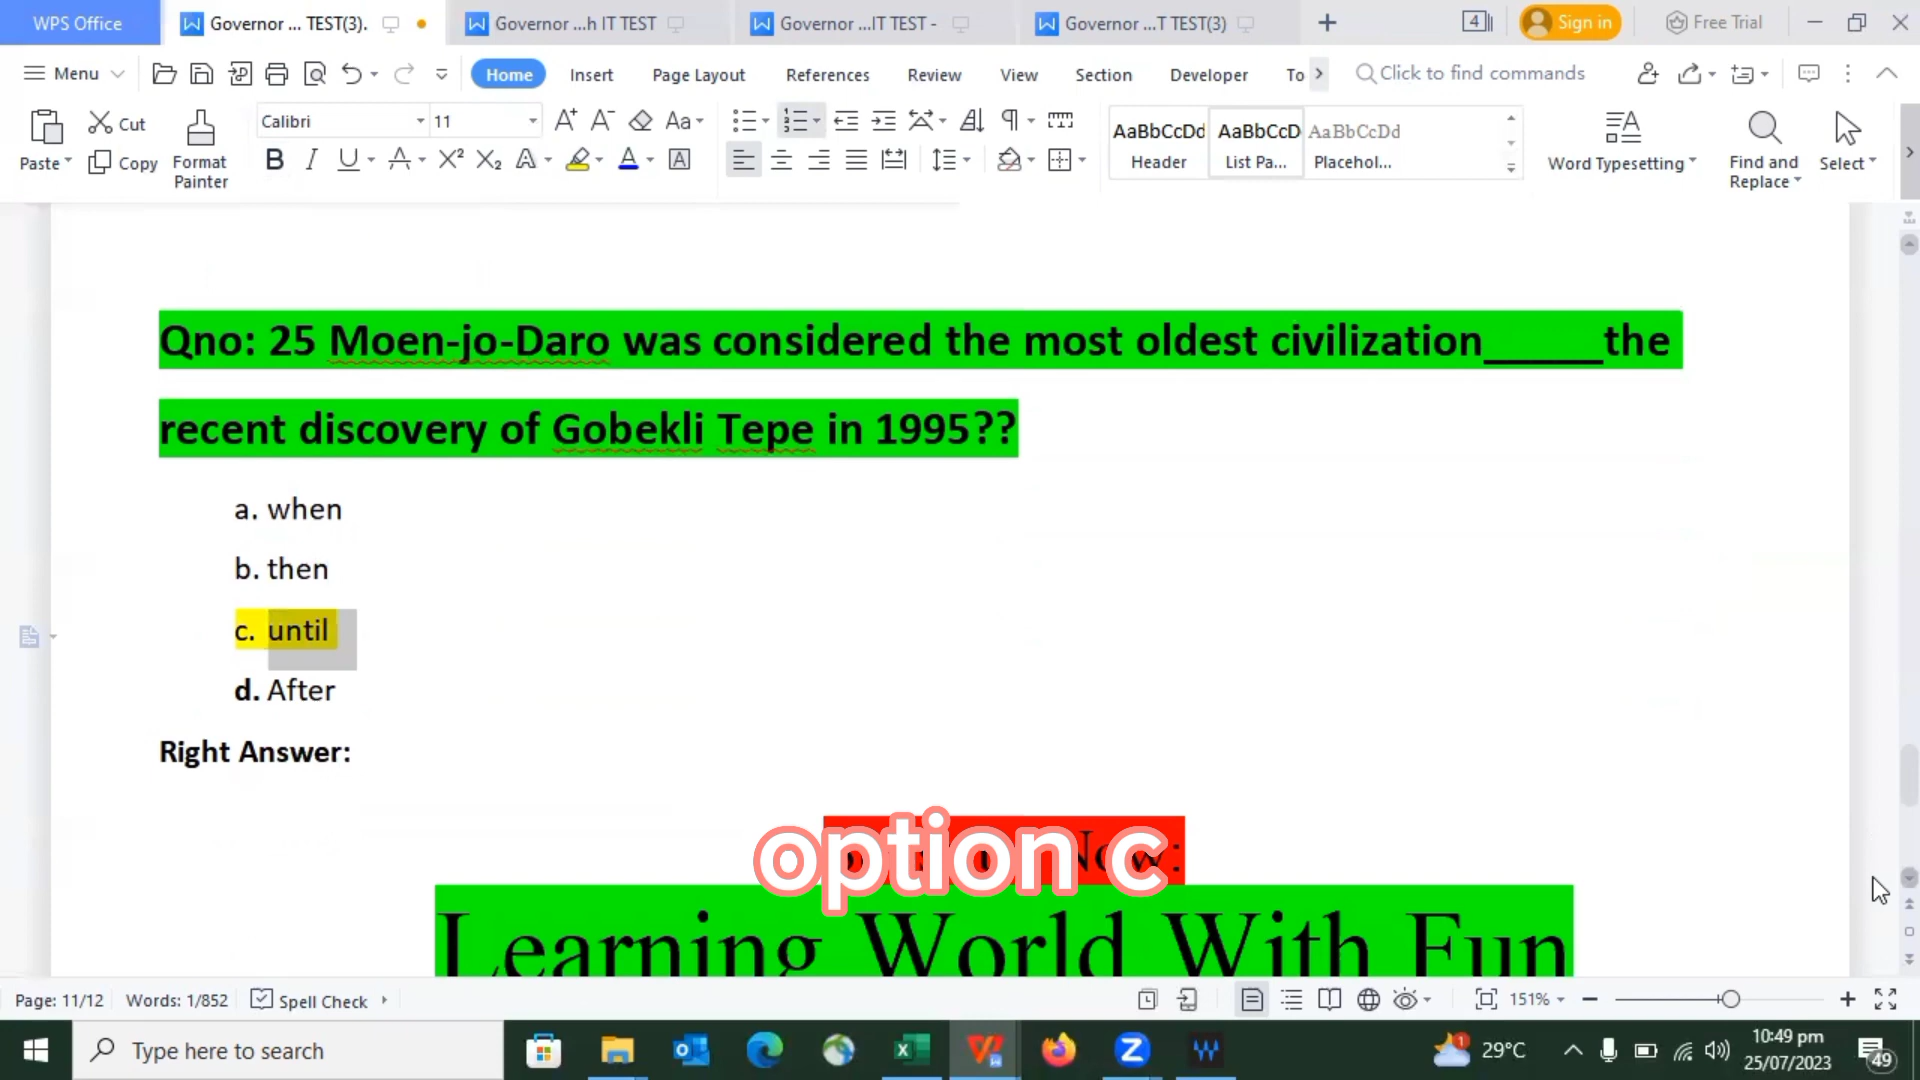 WPS Office
Governor ... TEST(3).
Governor ...h IT TEST
Governor ...IT TEST -
Governor ...T TEST(3)
4
Sign in
Free Trial
Menu
Home
Insert
Page Layout
References
Review
View
Section
Developer
To
Click to find commands
Paste
Cut
Copy
Format
Painter
Calibri
11
AaBbCcDd
Header
AaBbCcD
List Pa...
AaBbCcDd
Placehol...
Word Typesetting
Find and
Replace
Select
Qno: 25 Moen-jo-Daro was considered the most oldest civilization_____the
recent discovery of Gobekli Tepe in 1995??
a. when
b. then
c. until
d. After
Right Answer:
Now:
option c
Learning World With Fun
Page: 11/12
Words: 1/852
Spell Check
151%
Type here to search
29°C
10:49 pm
25/07/2023
49